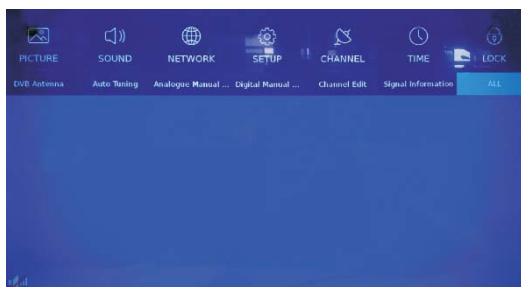 PICTURE SOUND NETWORK SETUP CHANNEL TIME LOCK
DVB Antenna Auto Tuning Analogue Manual ... Digital Manual ... Channel Edit Signal Information ALL